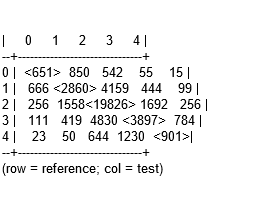 |     0     1     2     3     4 |
--+-------------------------------+
0 |  <651>  850   542    55    15 |
1 |   666 <2860> 4159   444    99 |
2 |   256  1558<19826> 1692   256 |
3 |   111   419  4830 <3897>  784 |
4 |    23    50   644  1230  <901>|
--+-------------------------------+
(row = reference; col = test)